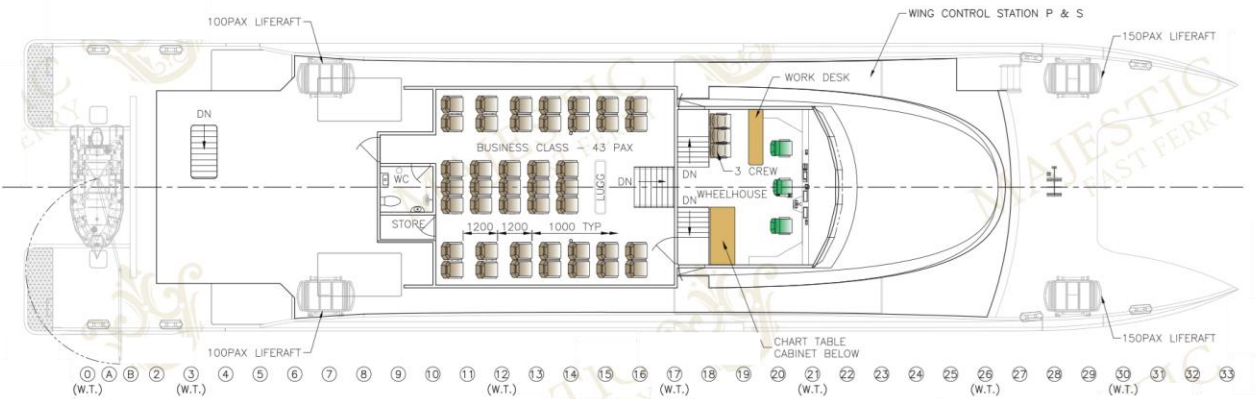 100PAX LIFERAFT
WING CONTROL STATION P & S
150PAX LIFERAFT
WORK DESK
DN
BUSINESS CLASS - 43 PAX
WC
LUGG
DN
DN
3 CREW
WHEELHOUSE
DN
STORE
1200 1200 1000 TYP
100PAX LIFERAFT
CHART TABLE
CABINET BELOW
150PAX LIFERAFT
0 A B 2 3 4 5 6 7 8 9 10 11 12 13 14 15 16 17 18 19 20 21 22 23 24 25 26 27 28 29 30 31 32 33
(W.T.) (W.T.) (W.T.) (W.T.) (W.T.) (W.T.) (W.T.)
MAJESTIC
FAST FERRY